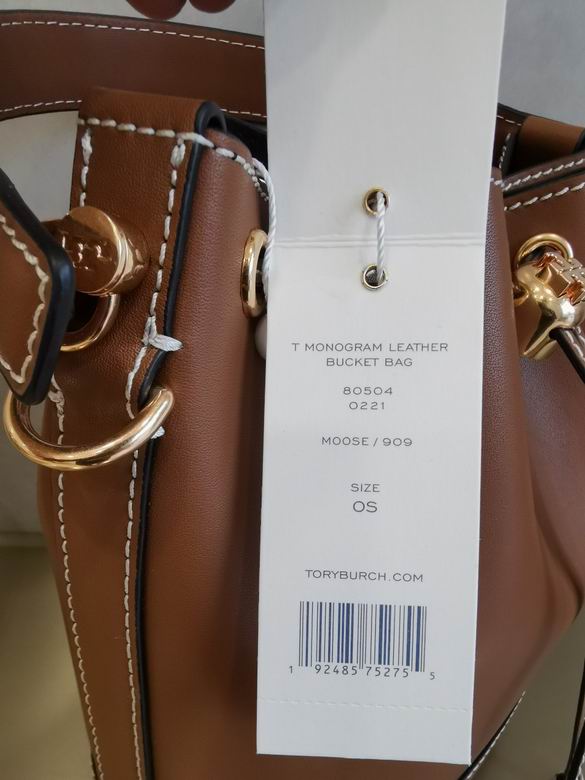 T MONOGRAM LEATHER
BUCKET BAG
80504
0221
MOOSE / 909
SIZE
OS
TORYBURCH.COM
1 92485 75275 5